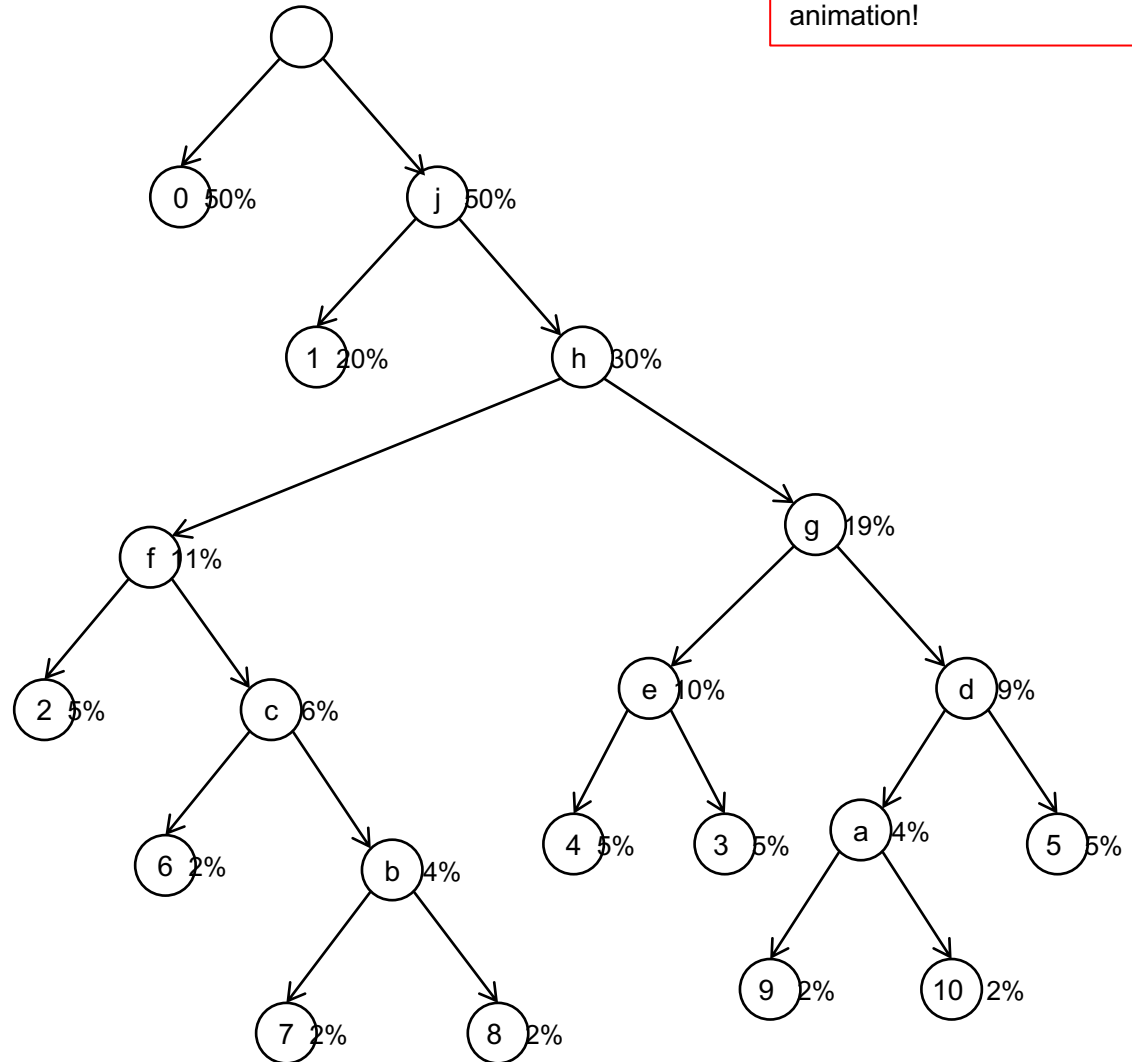 animation!
0 50%
j 50%
1 20%
h 30%
g 19%
f 11%
e 10%
d 9%
2 5%
c 6%
a 4%
4 5%
3 5%
5 5%
6 2%
b 4%
9 2%
10 2%
7 2%
8 2%